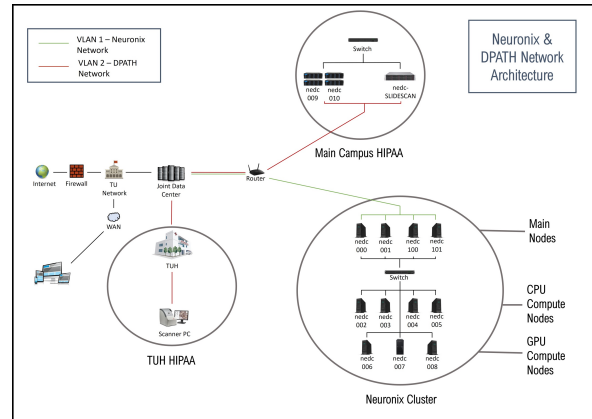 VLAN 1 – Neuronix
Network
VLAN 2 – DPATH
Network
Neuronix &
DPATH Network
Architecture
Switch
nedc
009
nedc
010
nedc-
SLIDESCAN
Main Campus HIPAA
Internet
Firewall
TU
Network
Joint Data
Center
Router
WAN
TUH
Scanner PC
TUH HIPAA
nedc
000
nedc
001
nedc
100
nedc
101
Main
Nodes
Switch
nedc
002
nedc
003
nedc
004
nedc
005
CPU
Compute
Nodes
nedc
006
nedc
007
nedc
008
GPU
Compute
Nodes
Neuronix Cluster